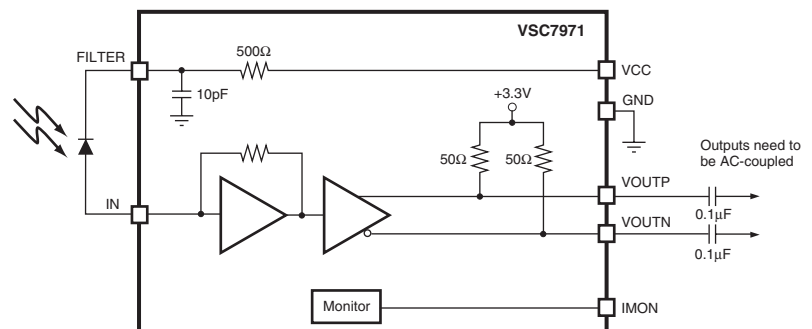 VSC7971
FILTER
500Ω
VCC
10pF
+3.3V
GND
50Ω
50Ω
Outputs need to
be AC-coupled
IN
VOUTP
0.1µF
VOUTN
0.1µF
Monitor
IMON